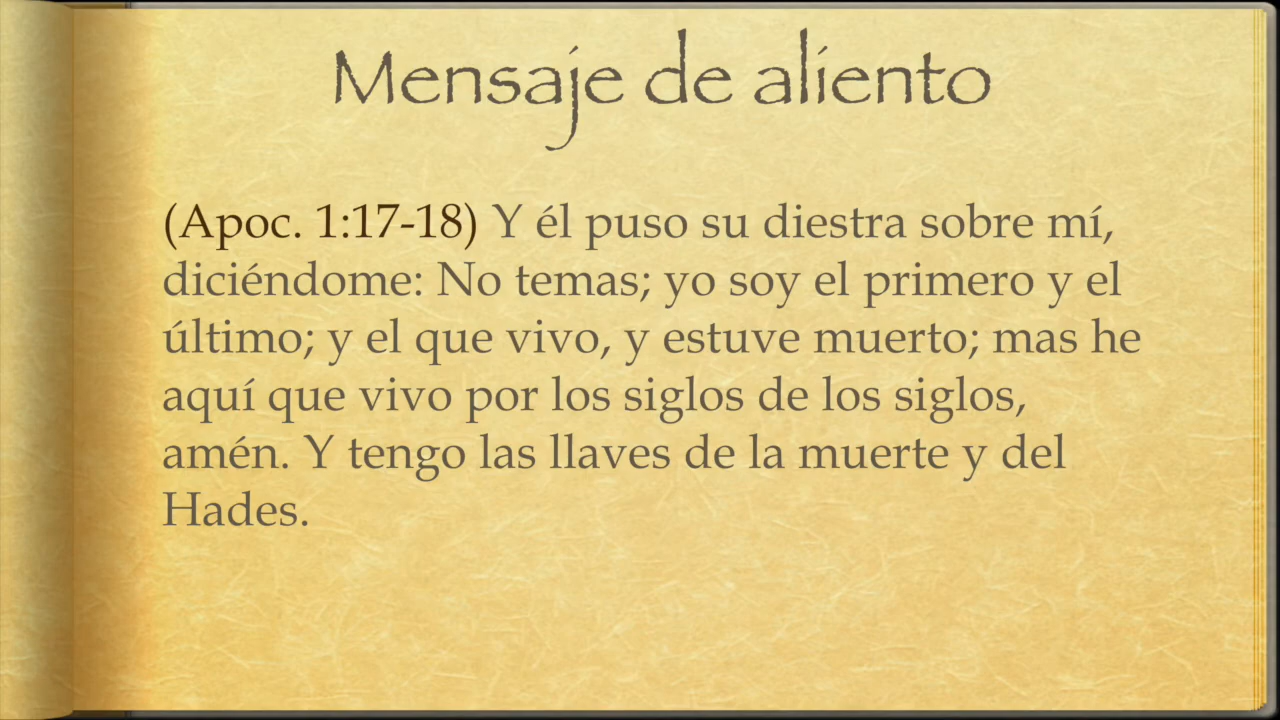 Mensaje de aliento
(Apoc. 1:17-18) Y él puso su diestra sobre mí,
diciéndome: No temas; yo soy el primero y el
último; y el que vivo, y estuve muerto; mas he
aquí que vivo por los siglos de los siglos,
amén. Y tengo las llaves de la muerte y del
Hades.